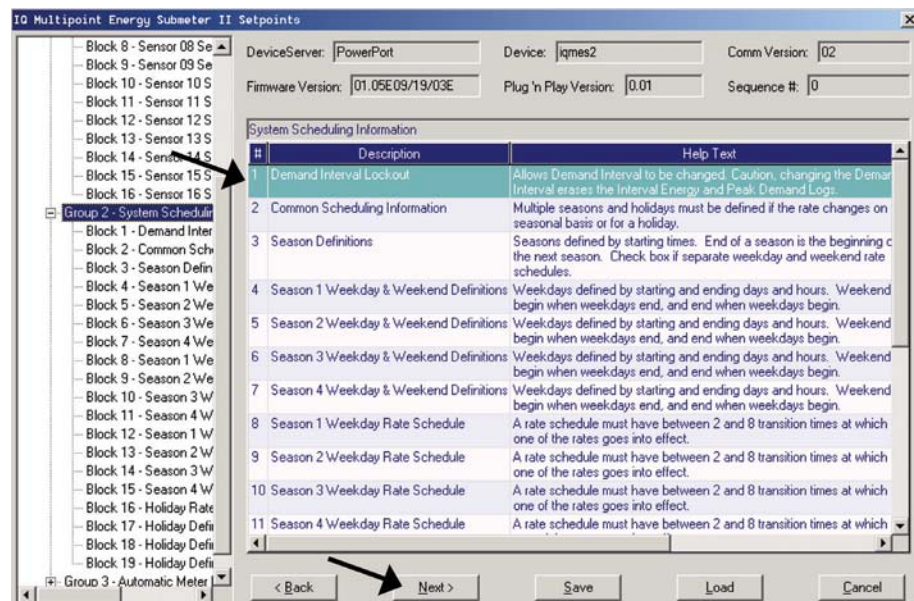 IQ Multipoint Energy Submeter II Setpoints
Block 8 - Sensor 08 Se
Block 9 - Sensor 09 Se
Block 10 - Sensor 10 S
Block 11 - Sensor 11 S
Block 12 - Sensor 12 S
Block 13 - Sensor 13 S
Block 14 - Sensor 14 S
Block 15 - Sensor 15 S
Block 16 - Sensor 16 S
Group 2 - System Schedulin
Block 1 - Demand Inter
Block 2 - Common Sche
Block 3 - Season Defin
Block 4 - Season 1 We
Block 5 - Season 2 We
Block 6 - Season 3 We
Block 7 - Season 4 We
Block 8 - Season 1 We
Block 9 - Season 2 We
Block 10 - Season 3 W
Block 11 - Season 4 W
Block 12 - Season 1 W
Block 13 - Season 2 W
Block 14 - Season 3 W
Block 15 - Season 4 W
Block 16 - Holiday Rate
Block 17 - Holiday Defi
Block 18 - Holiday Defi
Block 19 - Holiday Defi
Group 3 - Automatic Meter
DeviceServer: PowerPort Device: iqmes2 Comm Version: 02
Firmware Version: 01.05E09/19/03E Plug 'n Play Version: 0.01 Sequence #: 0
System Scheduling Information
# Description Help Text
1 Demand Interval Lockout Allows Demand Interval to be changed. Caution, changing the Deman
Interval erases the Interval Energy and Peak Demand Logs.
2 Common Scheduling Information Multiple seasons and holidays must be defined if the rate changes on
seasonal basis or for a holiday.
3 Season Definitions Seasons defined by starting times. End of a season is the beginning o
the next season. Check box if separate weekday and weekend rate
schedules.
4 Season 1 Weekday & Weekend Definitions Weekdays defined by starting and ending days and hours. Weekend
begin when weekdays end, and end when weekdays begin.
5 Season 2 Weekday & Weekend Definitions Weekdays defined by starting and ending days and hours. Weekend
begin when weekdays end, and end when weekdays begin.
6 Season 3 Weekday & Weekend Definitions Weekdays defined by starting and ending days and hours. Weekend
begin when weekdays end, and end when weekdays begin.
7 Season 4 Weekday & Weekend Definitions Weekdays defined by starting and ending days and hours. Weekend
begin when weekdays end, and end when weekdays begin.
8 Season 1 Weekday Rate Schedule A rate schedule must have between 2 and 8 transition times at which
one of the rates goes into effect.
9 Season 2 Weekday Rate Schedule A rate schedule must have between 2 and 8 transition times at which
one of the rates goes into effect.
10 Season 3 Weekday Rate Schedule A rate schedule must have between 2 and 8 transition times at which
one of the rates goes into effect.
11 Season 4 Weekday Rate Schedule A rate schedule must have between 2 and 8 transition times at which
< Back Next > Save Load Cancel